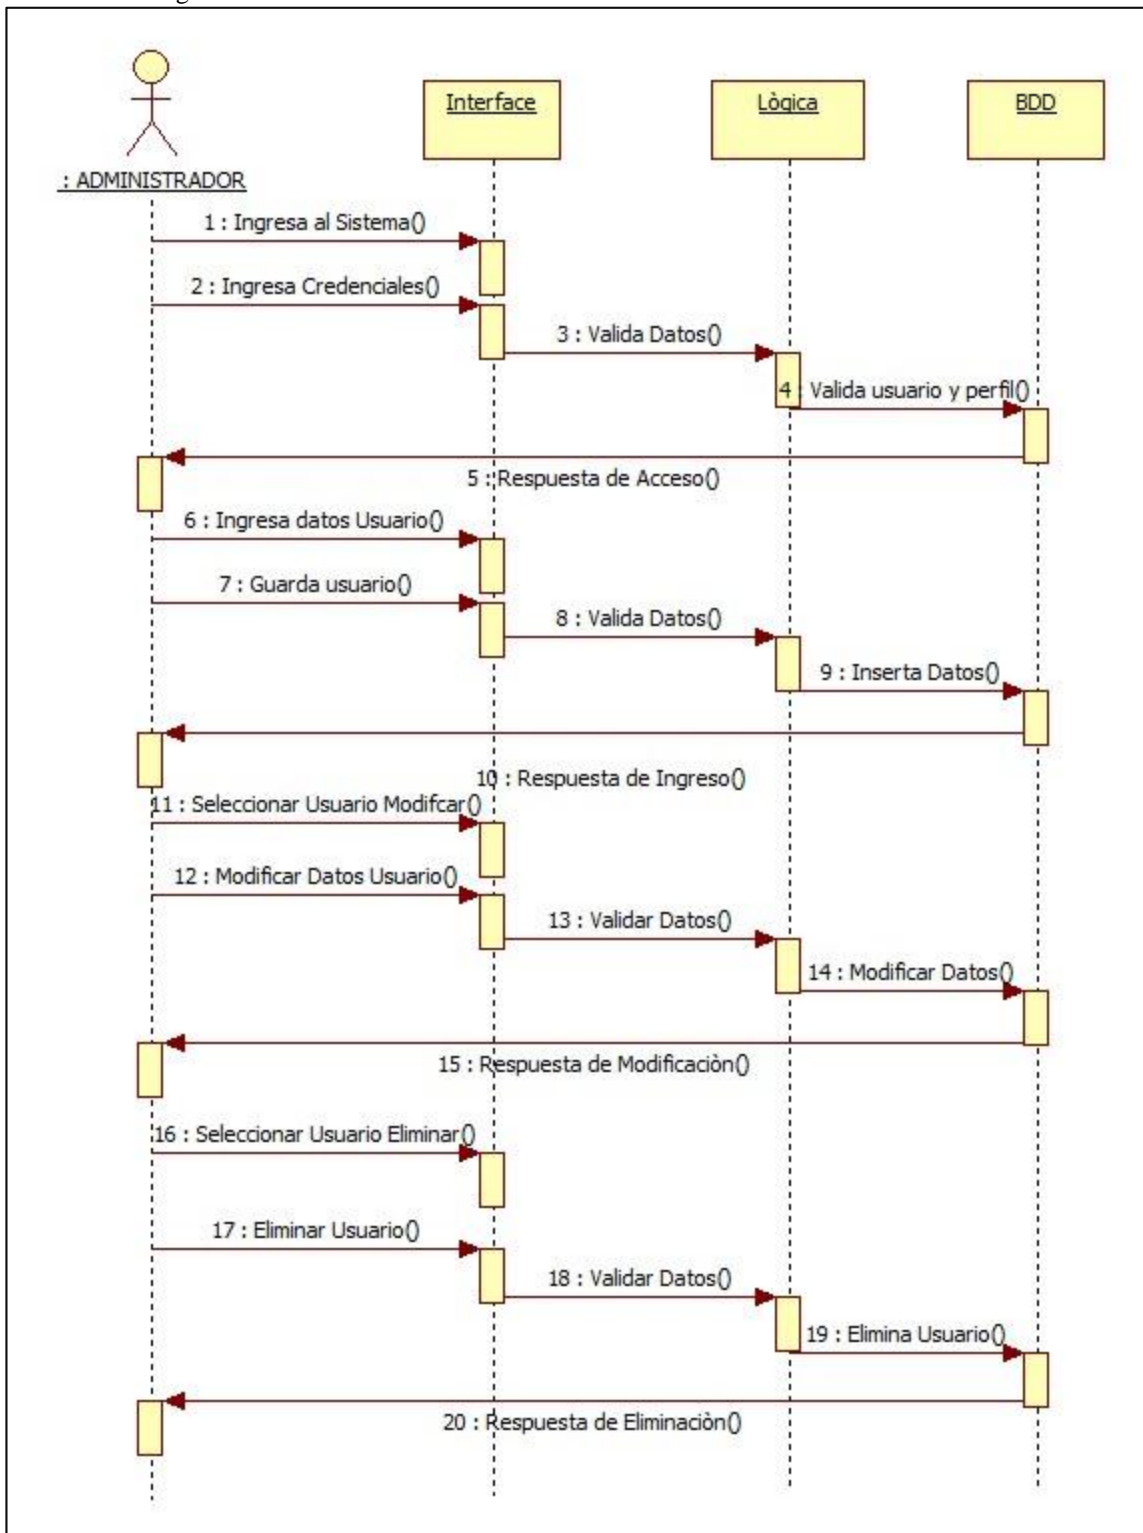 : ADMINISTRADOR
Interface
Lògica
BDD
1 : Ingresa al Sistema()
2 : Ingresa Credenciales()
3 : Valida Datos()
4 : Valida usuario y perfil()
5 : Respuesta de Acceso()
6 : Ingresa datos Usuario()
7 : Guarda usuario()
8 : Valida Datos()
9 : Inserta Datos()
10 : Respuesta de Ingreso()
11 : Seleccionar Usuario Modifcar()
12 : Modificar Datos Usuario()
13 : Validar Datos()
14 : Modificar Datos()
15 : Respuesta de Modificaciòn()
16 : Seleccionar Usuario Eliminar()
17 : Eliminar Usuario()
18 : Validar Datos()
19 : Elimina Usuario()
20 : Respuesta de Eliminaciòn()